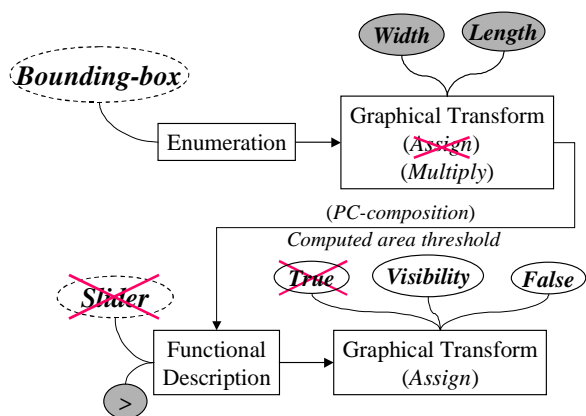 Width
Length
Bounding-box
Enumeration
Graphical Transform
(Assign)
(Multiply)
(PC-composition)
Computed area threshold
Slider
True
Visibility
False
Functional
Description
Graphical Transform
(Assign)
>